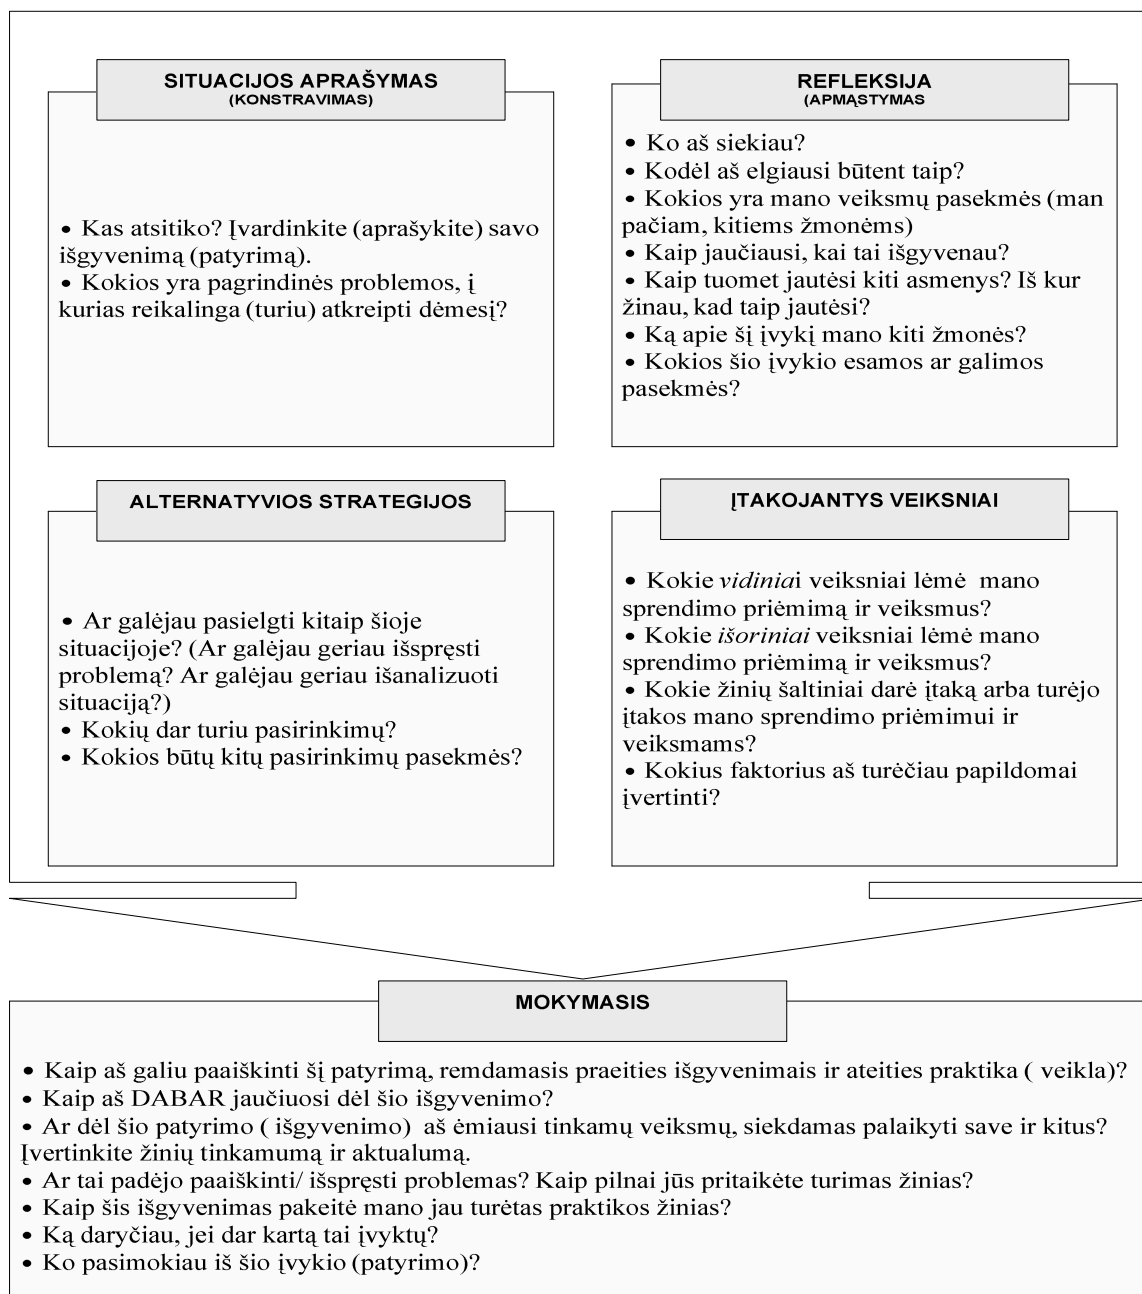 SITUACIJOS APRAŠYMAS
(KONSTRAVIMAS)
• Kas atsitiko? Įvardinkite (aprašykite) savo
išgyvenimą (patyrimą).
• Kokios yra pagrindinės problemos, į
kurias reikalinga (turiu) atkreipti dėmesį?
REFLEKSIJA
(APMĄSTYMAS
• Ko aš siekiau?
• Kodėl aš elgiausi būtent taip?
• Kokios yra mano veiksmų pasekmės (man
pačiam, kitiems žmonėms)
• Kaip jaučiausi, kai tai išgyvenau?
• Kaip tuomet jautėsi kiti asmenys? Iš kur
žinau, kad taip jautėsi?
• Ką apie šį įvykį mano kiti žmonės?
• Kokios šio įvykio esamos ar galimos
pasekmės?
ALTERNATYVIOS STRATEGIJOS
• Ar galėjau pasielgti kitaip šioje
situacijoje? (Ar galėjau geriau išspręsti
problemą? Ar galėjau geriau išanalizuoti
situaciją?)
• Kokių dar turiu pasirinkimų?
• Kokios būtų kitų pasirinkimų pasekmės?
ĮTAKOJANTYS VEIKSNIAI
• Kokie vidiniai veiksniai lėmė mano
sprendimo priėmimą ir veiksmus?
• Kokie išoriniai veiksniai lėmė mano
sprendimo priėmimą ir veiksmus?
• Kokie žinių šaltiniai darė įtaką arba turėjo
įtakos mano sprendimo priėmimui ir
veiksmams?
• Kokius faktorius aš turėčiau papildomai
įvertinti?
MOKYMASIS
• Kaip aš galiu paaiškinti šį patyrimą, remdamasis praeities išgyvenimais ir ateities praktika ( veikla)?
• Kaip aš DABAR jaučiuosi dėl šio išgyvenimo?
• Ar dėl šio patyrimo ( išgyvenimo) aš ėmiausi tinkamų veiksmų, siekdamas palaikyti save ir kitus?
Įvertinkite žinių tinkamumą ir aktualumą.
• Ar tai padėjo paaiškinti/ išspręsti problemas? Kaip pilnai jūs pritaikėte turimas žinias?
• Kaip šis išgyvenimas pakeitė mano jau turėtas praktikos žinias?
• Ką daryčiau, jei dar kartą tai įvyktų?
• Ko pasimokiau iš šio įvykio (patyrimo)?